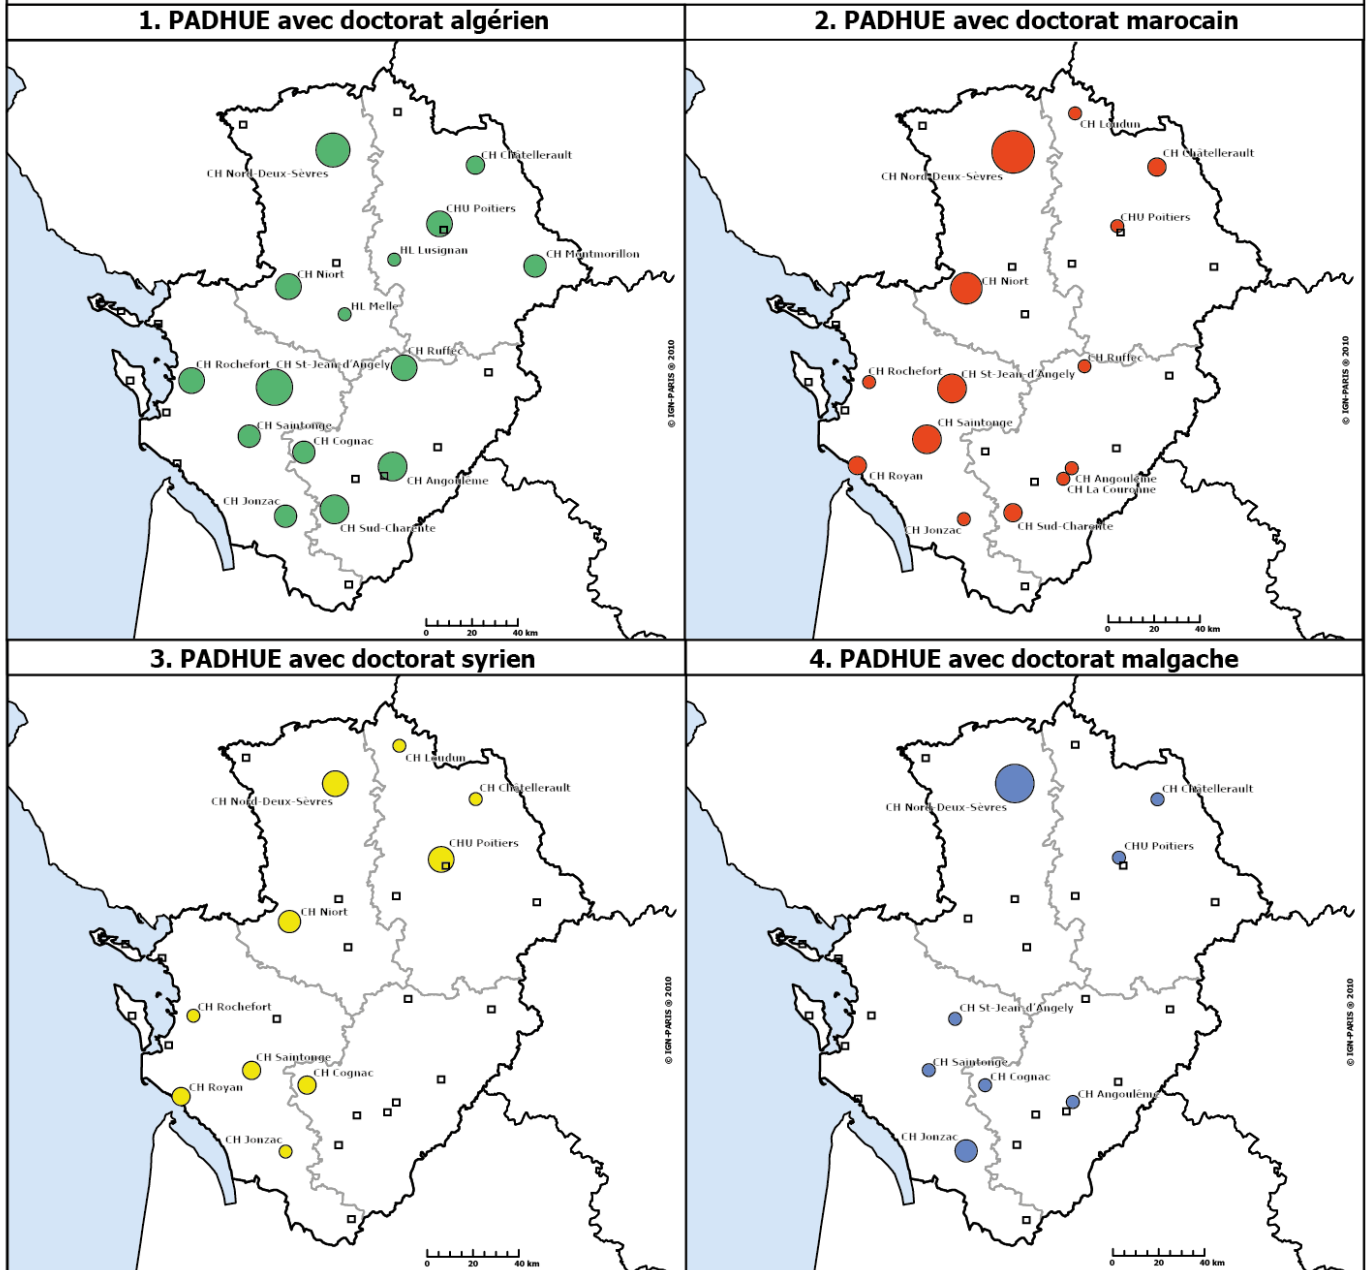 1. PADHUE avec doctorat algérien
CH Châtellerault
CH Nord-Deux-Sèvres
CHU Poitiers
HL Lusignan
CH Montmorillon
CH Niort
HL Melle
CH Ruffec
CH Rochefort
CH St-Jean-d'Angely
CH Saintonge
CH Cognac
CH Angoulême
CH Jonzac
CH Sud-Charente
© IGN-PARIS ® 2010
0 20 40 km
2. PADHUE avec doctorat marocain
CH Loudun
CH Châtellerault
CH Nord-Deux-Sèvres
CHU Poitiers
CH Niort
CH Ruffec
CH Rochefort
CH St-Jean-d'Angely
CH Saintonge
CH Royan
CH Angoulême
CH La Couronne
CH Jonzac
CH Sud-Charente
© IGN-PARIS ® 2010
0 20 40 km
3. PADHUE avec doctorat syrien
CH Loudun
CH Châtellerault
CH Nord-Deux-Sèvres
CHU Poitiers
CH Niort
CH Rochefort
CH Saintonge
CH Cognac
CH Royan
CH Jonzac
© IGN-PARIS ® 2010
0 20 40 km
4. PADHUE avec doctorat malgache
CH Châtellerault
CH Nord-Deux-Sèvres
CHU Poitiers
CH St-Jean-d'Angely
CH Saintonge
CH Cognac
CH Angoulême
CH Jonzac
© IGN-PARIS ® 2010
0 20 40 km